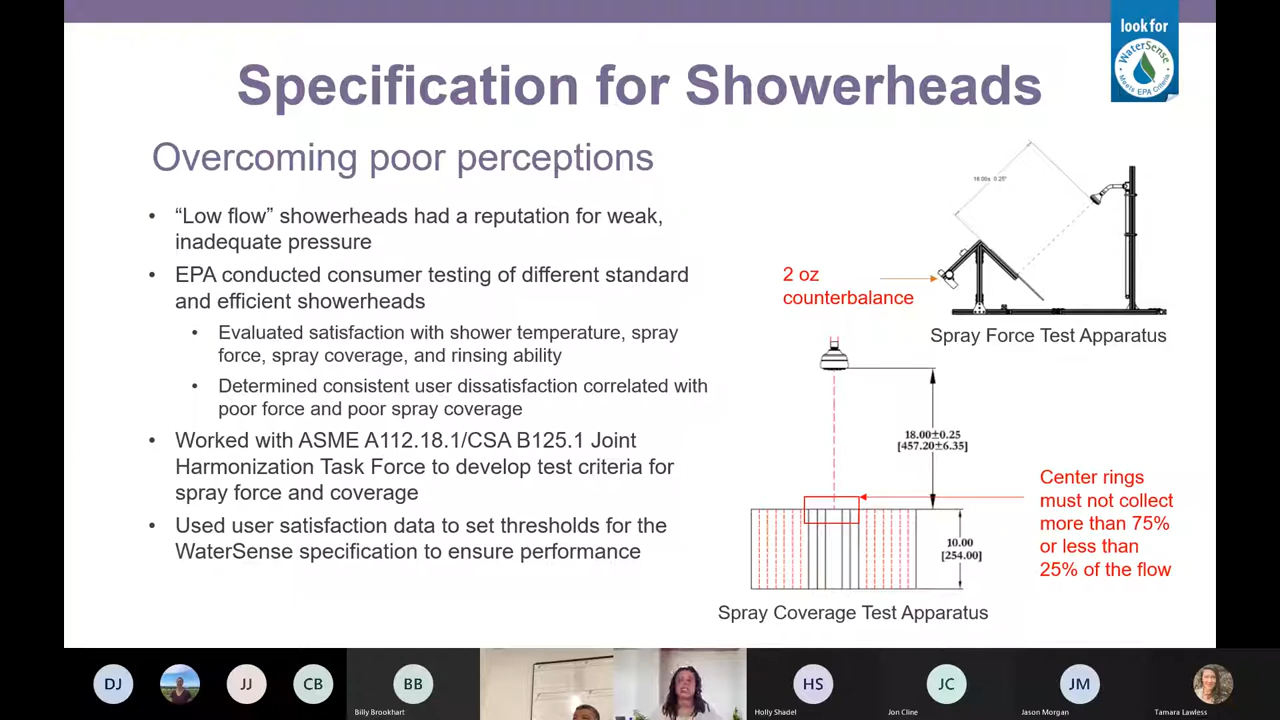 look for
WaterSense
Meets EPA Criteria
Specification for Showerheads
Overcoming poor perceptions
• “Low flow” showerheads had a reputation for weak,
inadequate pressure
• EPA conducted consumer testing of different standard
and efficient showerheads
• Evaluated satisfaction with shower temperature, spray
force, spray coverage, and rinsing ability
• Determined consistent user dissatisfaction correlated with
poor force and poor spray coverage
• Worked with ASME A112.18.1/CSA B125.1 Joint
Harmonization Task Force to develop test criteria for
spray force and coverage
• Used user satisfaction data to set thresholds for the
WaterSense specification to ensure performance
2 oz
counterbalance
Spray Force Test Apparatus
18.00±0.25
[457.20±6.35]
10.00
[254.00]
Center rings
must not collect
more than 75%
or less than
25% of the flow
Spray Coverage Test Apparatus
DJ
JJ
CB
BB
HS
JC
JM
Billy Brookhart
Holly Shadel
Jon Cline
Jason Morgan
Tamara Lawless